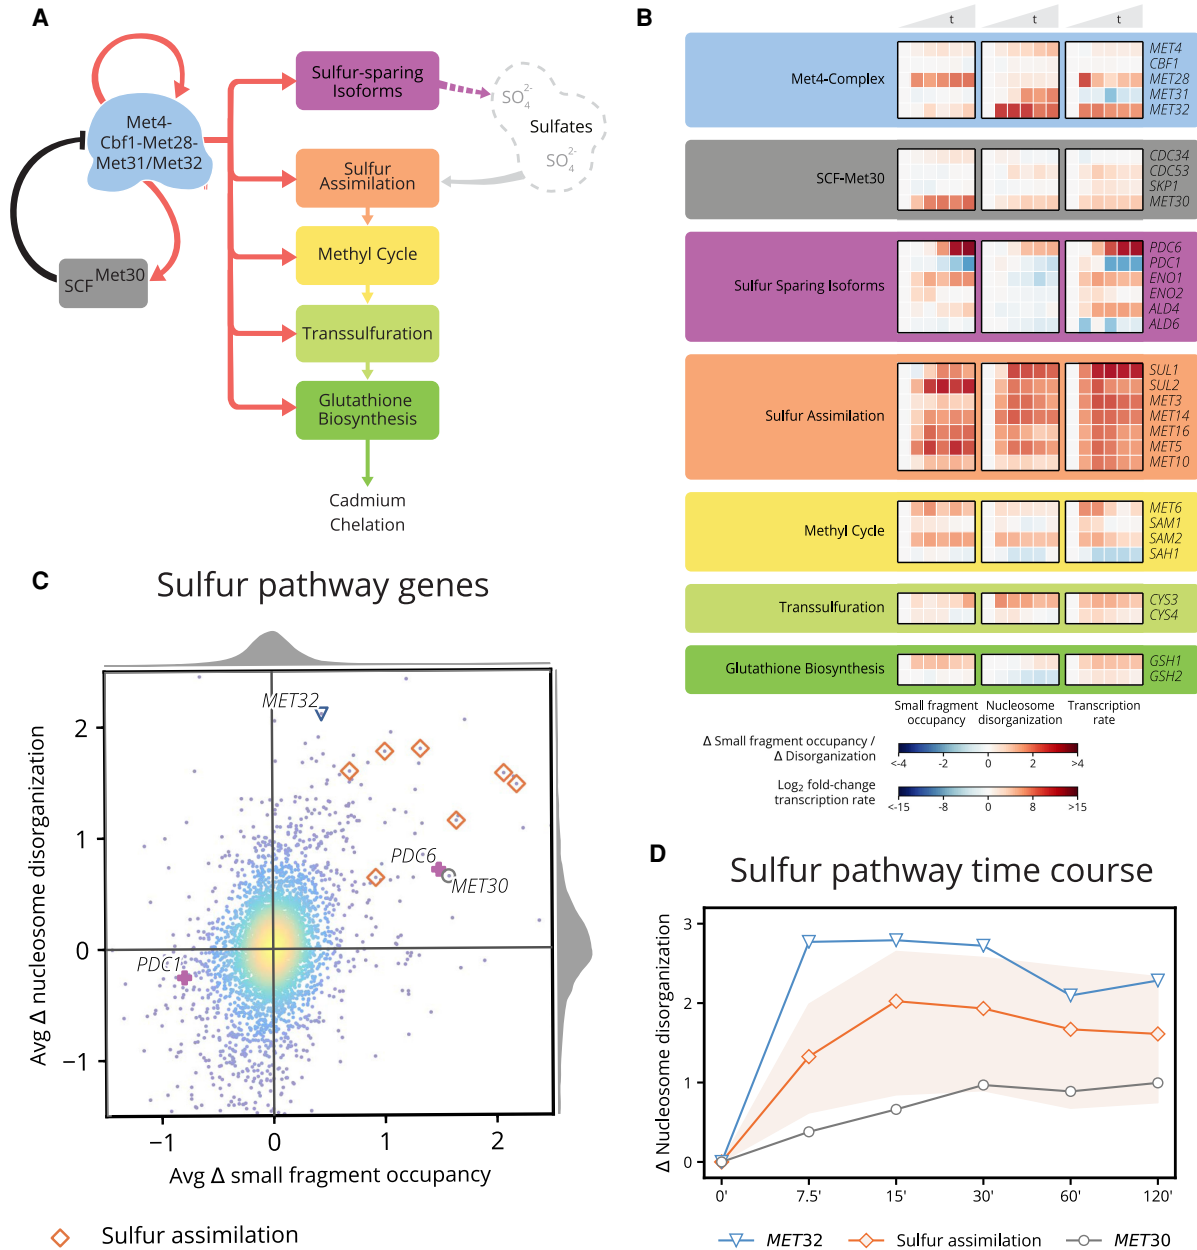 A
Sulfur-sparing
Isoforms
SO₄²⁻
Sulfates
SO₄²⁻
Met4-
Cbf1-Met28-
Met31/Met32
Sulfur
Assimilation
Methyl Cycle
SCF^Met30
Transsulfuration
Glutathione
Biosynthesis
Cadmium
Chelation
B
t t t
Met4-Complex
MET4
CBF1
MET28
MET31
MET32
SCF-Met30
CDC34
CDC53
SKP1
MET30
Sulfur Sparing Isoforms
PDC6
PDC1
ENO1
ENO2
ALD4
ALD6
Sulfur Assimilation
SUL1
SUL2
MET3
MET14
MET16
MET5
MET10
Methyl Cycle
MET6
SAM1
SAM2
SAH1
Transsulfuration
CYS3
CYS4
Glutathione Biosynthesis
GSH1
GSH2
Small fragment
occupancy
Nucleosome
disorganization
Transcription
rate
Δ Small fragment occupancy /
Δ Disorganization
<-4 -2 0 2 >4
Log₂ fold-change
transcription rate
<-15 -8 0 8 >15
C
Sulfur pathway genes
MET32
PDC6
MET30
PDC1
Avg Δ nucleosome disorganization
2
1
0
−1
−1 0 1 2
Avg Δ small fragment occupancy
Sulfur assimilation
D
Sulfur pathway time course
Δ Nucleosome disorganization
3
2
1
0
0' 7.5' 15' 30' 60' 120'
MET32 Sulfur assimilation MET30